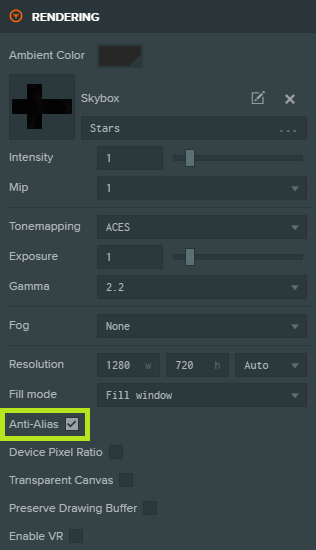 RENDERING
Ambient Color
Skybox
Stars ...
Intensity 1
Mip 1
Tonemapping ACES
Exposure 1
Gamma 2.2
Fog None
Resolution 1280 w 720 h Auto
Fill mode Fill window
Anti-Alias
Device Pixel Ratio
Transparent Canvas
Preserve Drawing Buffer
Enable VR